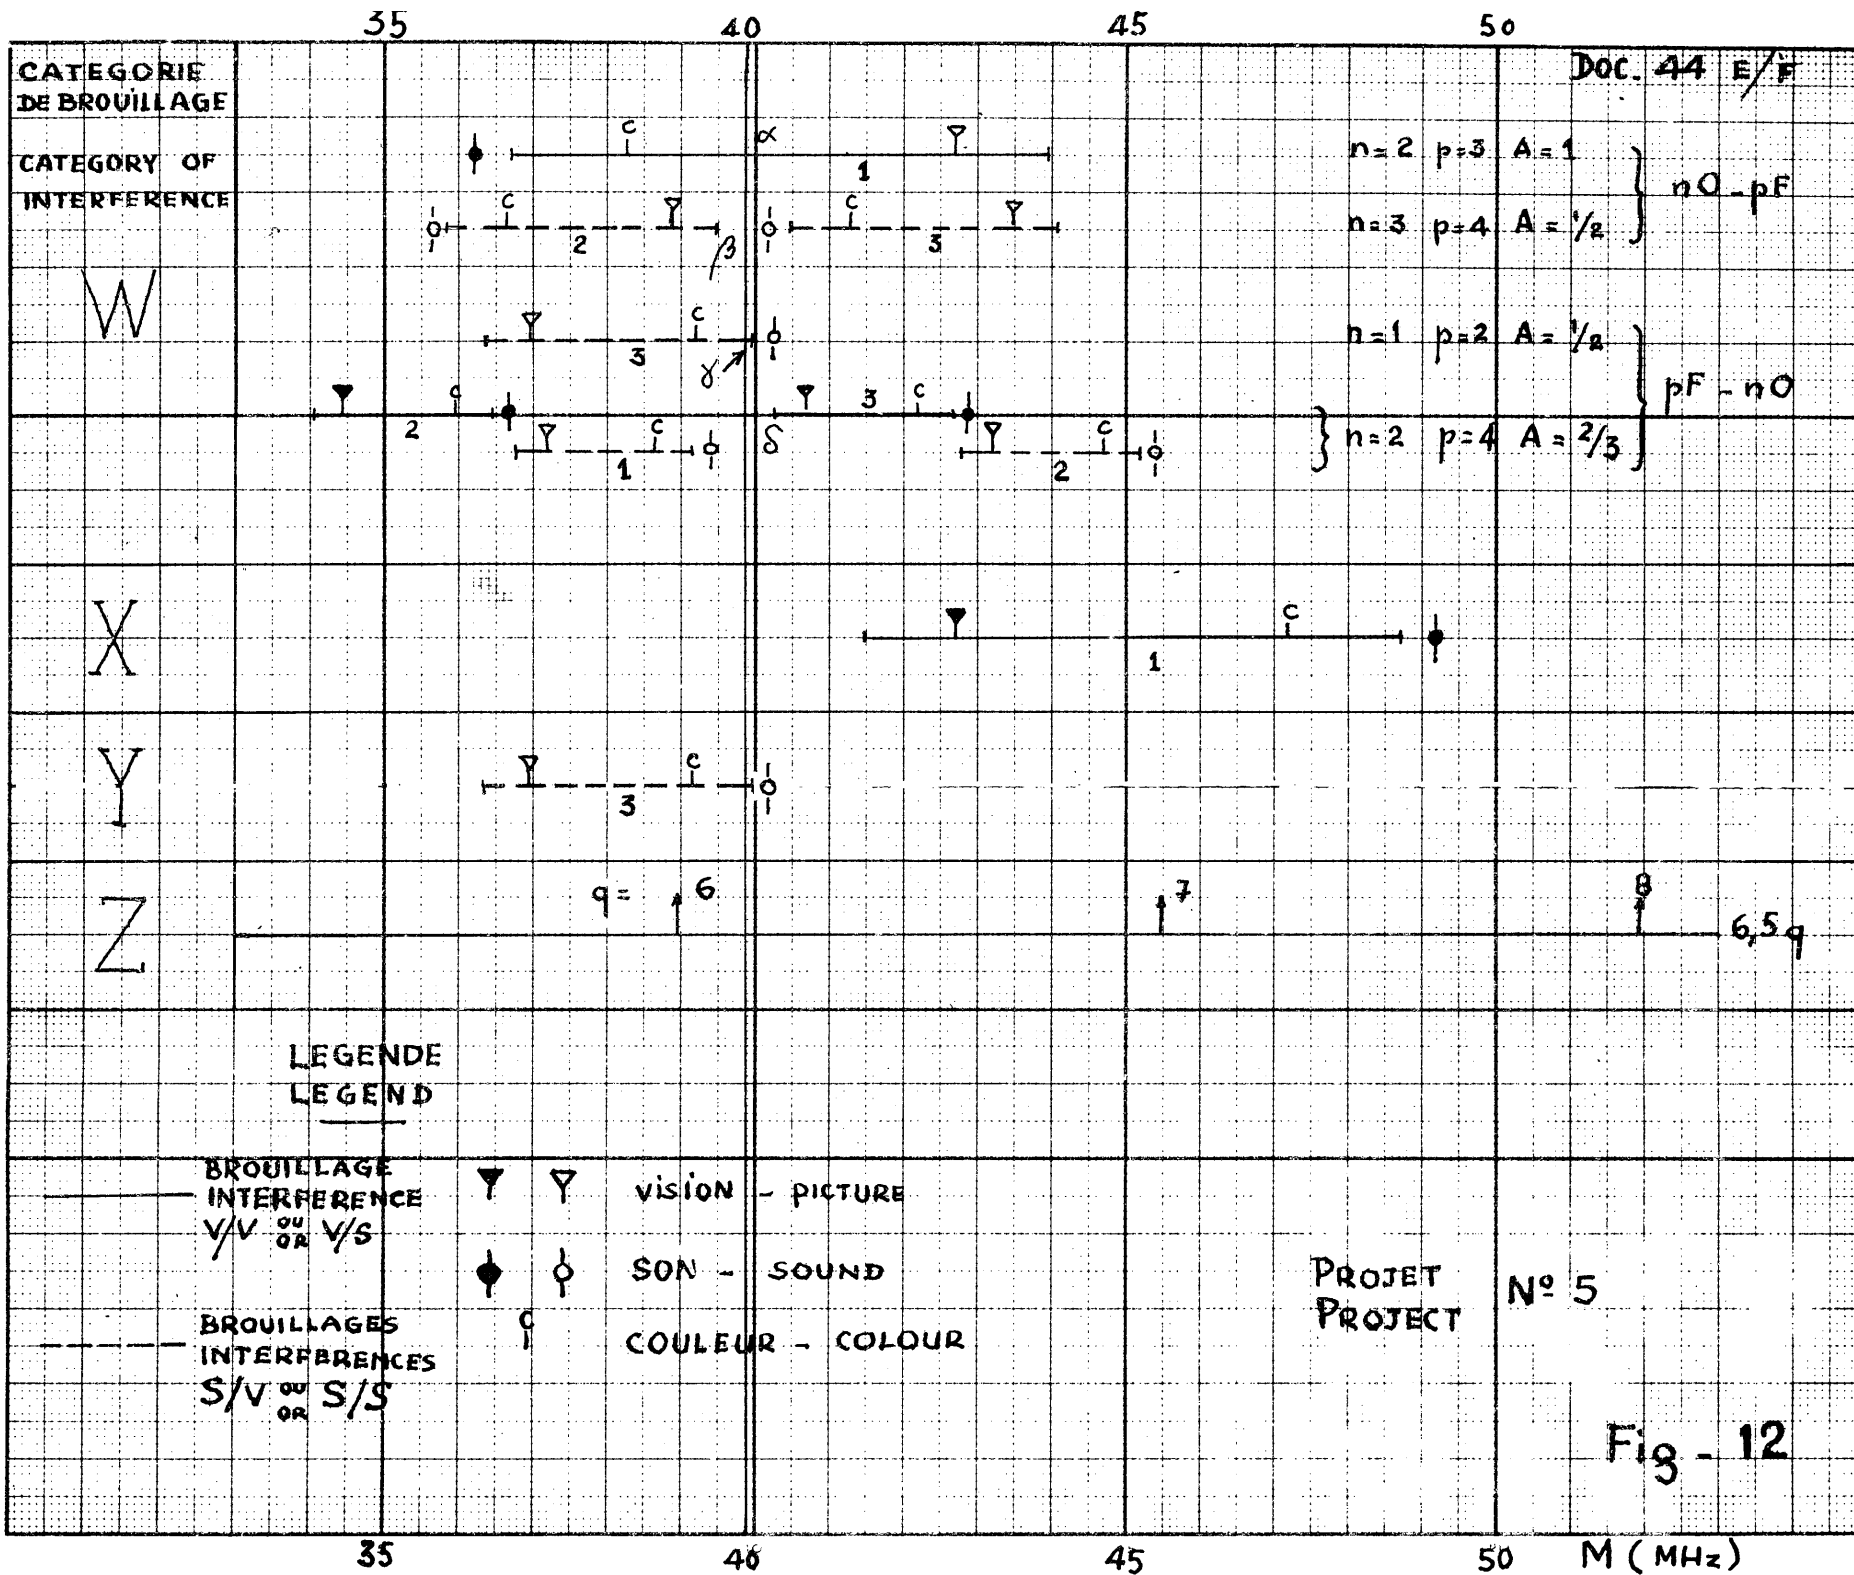 35 40 45 50
CATEGORIE
DE BROUILLAGE
DOC. 44 E/F
CATEGORY OF
INTERFERENCE
C α 1
n=2 p=3 A=1
nO-pF
C 2 β C 3
n=3 p=4 A=1/2
W
3 C γ
n=1 p=2 A=1/2
pF-nO
2 C 3 C
1 C δ 2 C
n=2 p=4 A=2/3
X
1 C
Y
3 C
Z
q= 6 7 8
6,5q
LEGENDE
LEGEND
BROUILLAGE
INTERFERENCE
V/V OU OR V/S
VISION - PICTURE
SON - SOUND
BROUILLAGES
INTERFERENCES
S/V OU OR S/S
C
COULEUR - COLOUR
PROJET
PROJECT
Nº 5
Fig - 12
35 40 45 50 M (MHz)